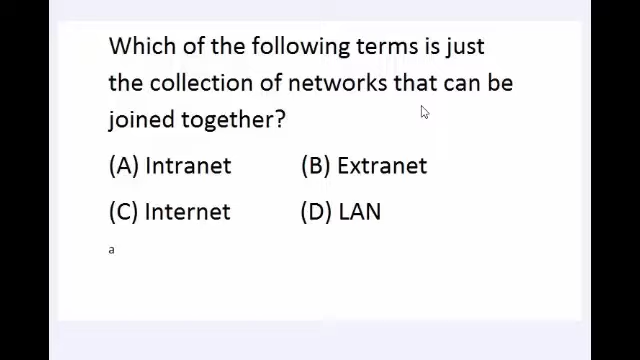 Which of the following terms is just
the collection of networks that can be
joined together?
(A) Intranet (B) Extranet
(C) Internet (D) LAN
a